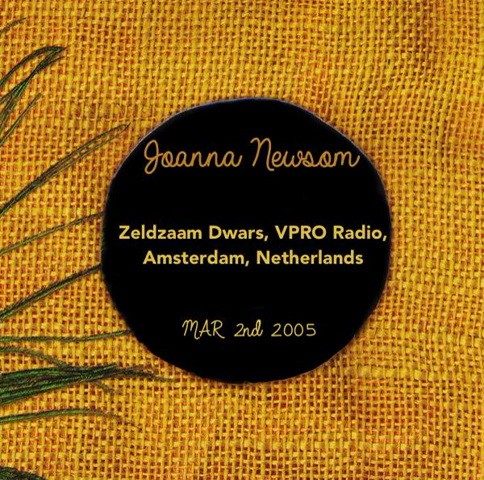 Joanna Newsom
Zeldzaam Dwars, VPRO Radio,
Amsterdam, Netherlands
MAR 2nd 2005